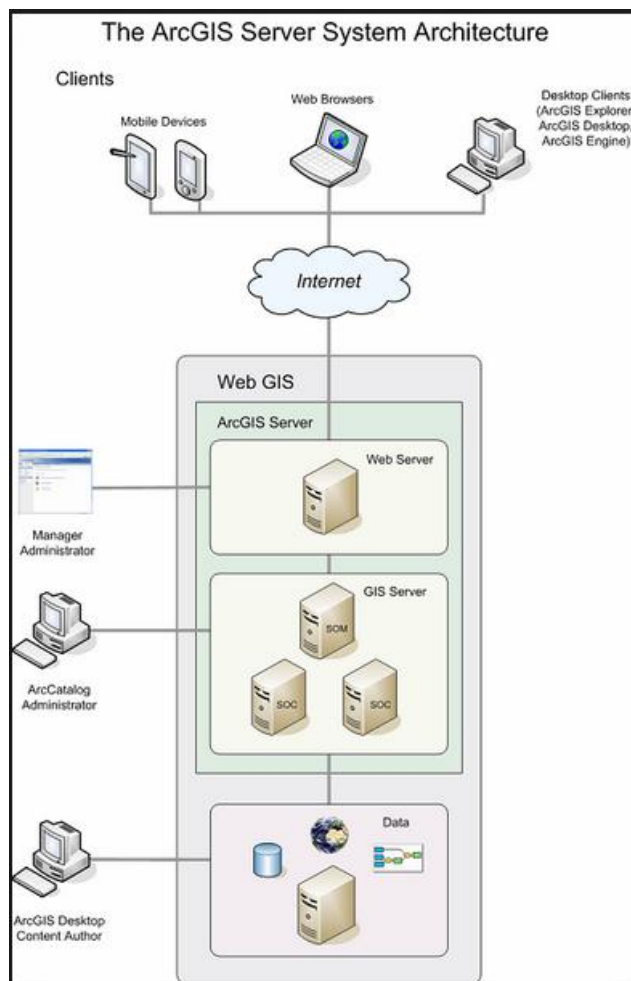 The ArcGIS Server System Architecture
Clients
Mobile Devices
Web Browsers
Desktop Clients
(ArcGIS Explorer,
ArcGIS Desktop,
ArcGIS Engine)
Internet
Web GIS
ArcGIS Server
Web Server
Manager
Administrator
GIS Server
SOM
SOC
SOC
ArcCatalog
Administrator
Data
ArcGIS Desktop
Content Author